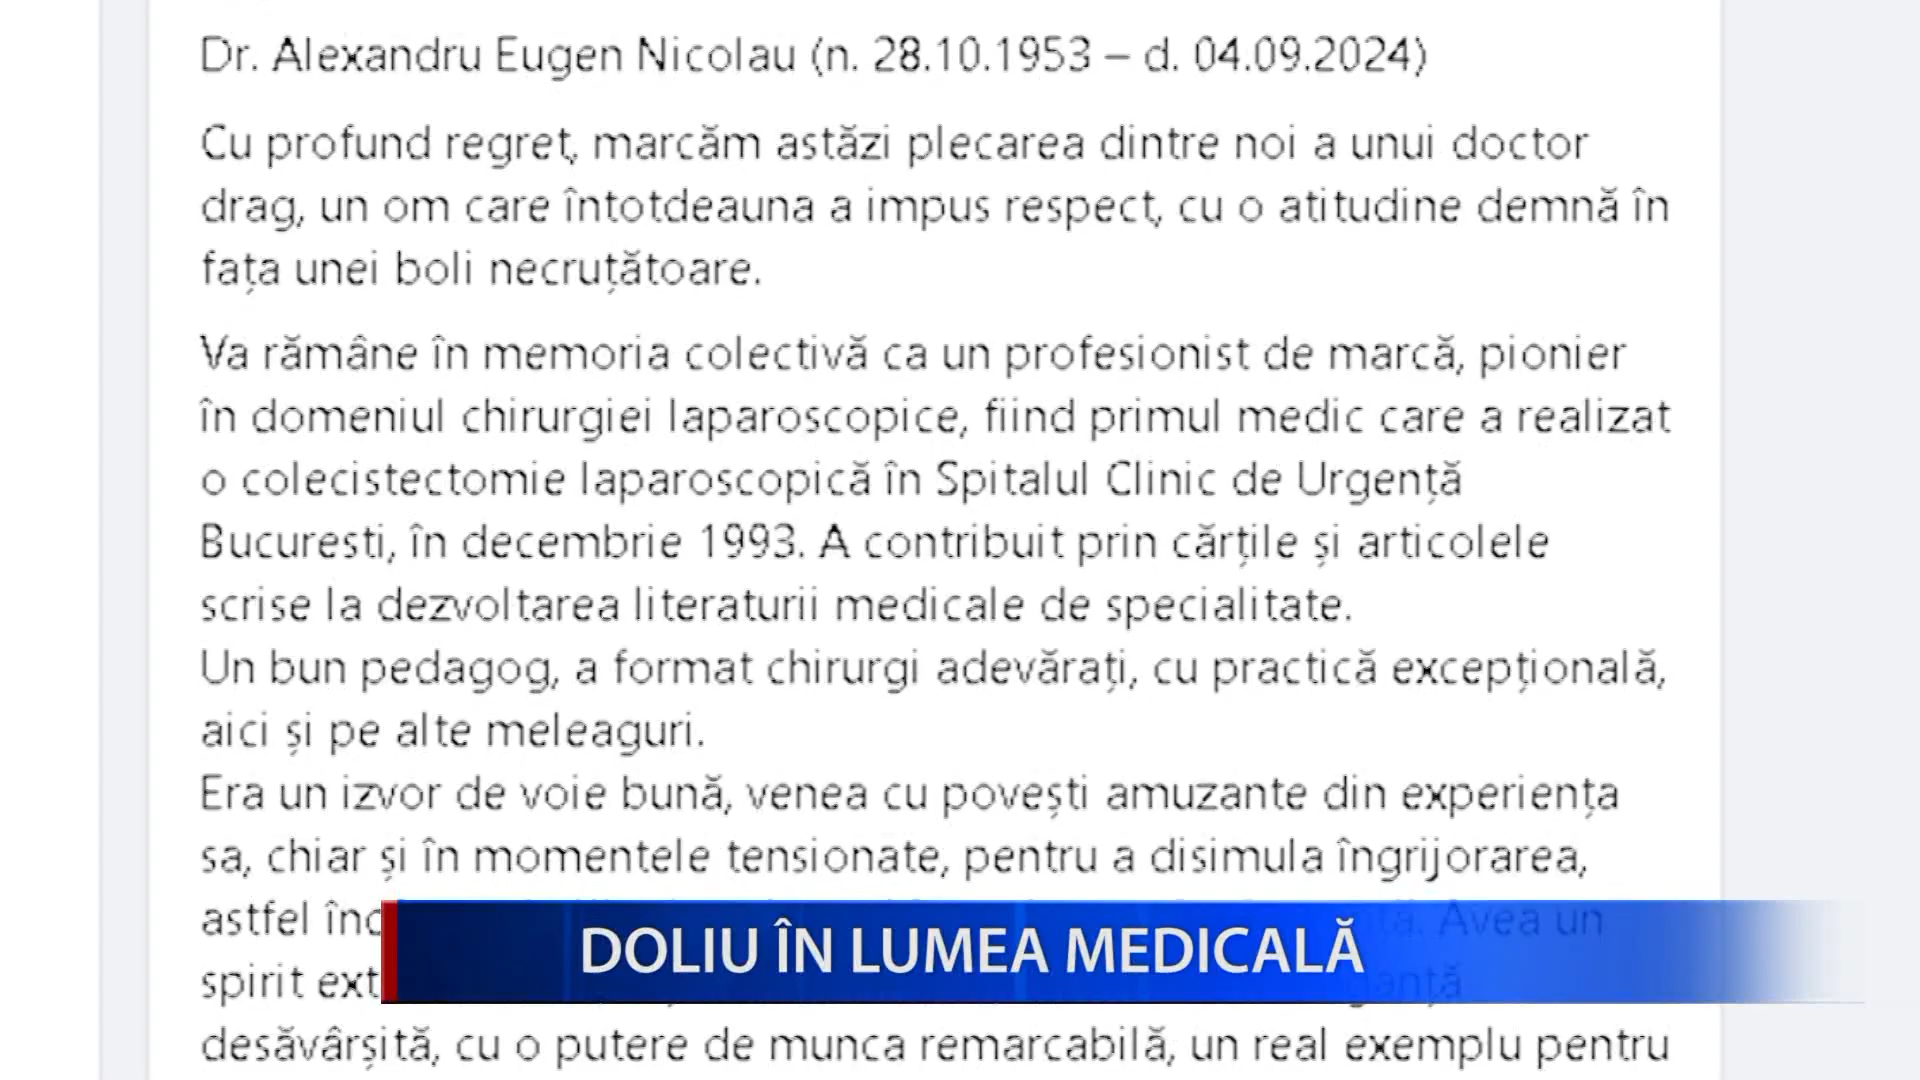 Dr. Alexandru Eugen Nicolau (n. 28.10.1953 – d. 04.09.2024)
Cu profund regret, marcăm astăzi plecarea dintre noi a unui doctor
drag, un om care întotdeauna a impus respect, cu o atitudine demnă în
fața unei boli necruțătoare.
Va rămâne în memoria colectivă ca un profesionist de marcă, pionier
în domeniul chirurgiei laparoscopice, fiind primul medic care a realizat
o colecistectomie laparoscopică în Spitalul Clinic de Urgență
Bucuresti, în decembrie 1993. A contribuit prin cărțile și articolele
scrise la dezvoltarea literaturii medicale de specialitate.
Un bun pedagog, a format chirurgi adevărați, cu practică excepțională,
aici și pe alte meleaguri.
Era un izvor de voie bună, venea cu povești amuzante din experiența
sa, chiar și în momentele tensionate, pentru a disimula îngrijorarea,
astfel Avea un
spirit
DOLIU ÎN LUMEA MEDICALĂ
desăvârșită, cu o putere de munca remarcabilă, un real exemplu pentru